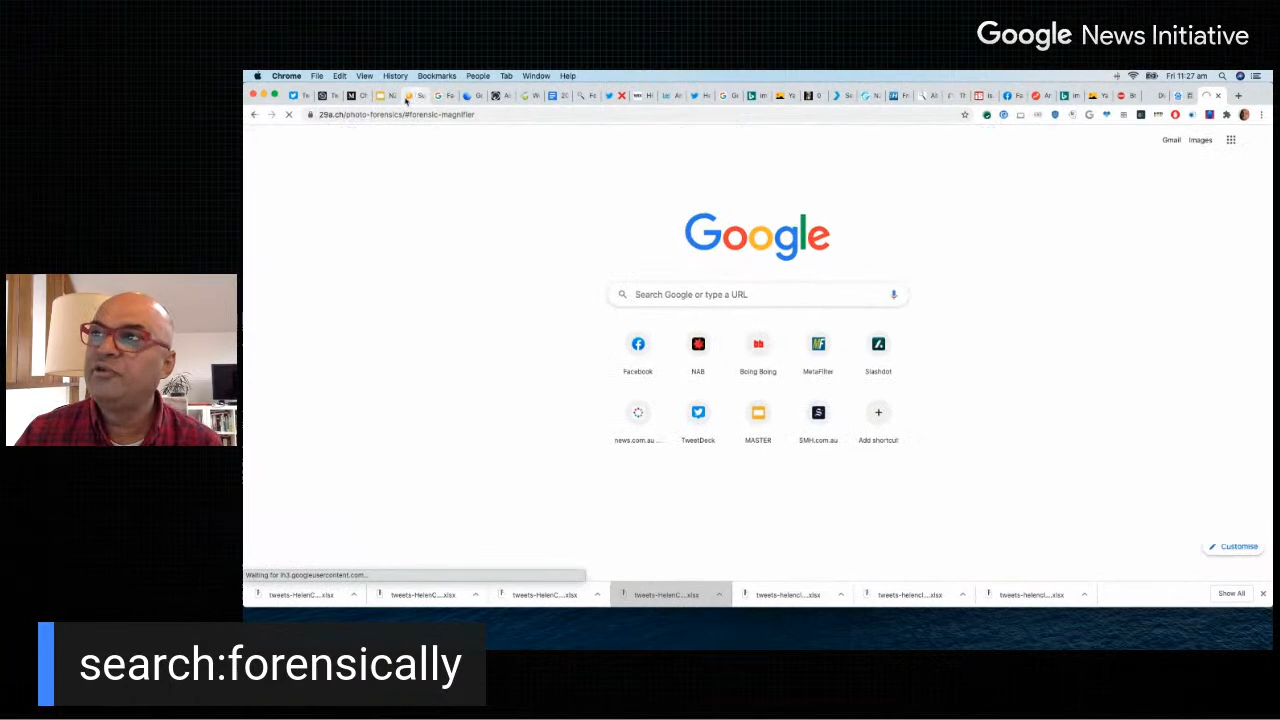 Google News Initiative
Chrome File Edit View History Bookmarks People Tab Window Help
Fri 11:27 am
29a.ch/photo-forensics/#forensic-magnifier
Gmail Images
Google
Search Google or type a URL
Facebook NAB Boing Boing MetaFilter Slashdot
news.com.au ... TweetDeck MASTER SMH.com.au Add shortcut
Customise
Waiting for lh3.googleusercontent.com...
tweets-HelenC....xlsx tweets-HelenC....xlsx tweets-HelenC....xlsx tweets-HelenC....xlsx tweets-helencl....xlsx tweets-helencl....xlsx tweets-helencl....xlsx Show All
search:forensically